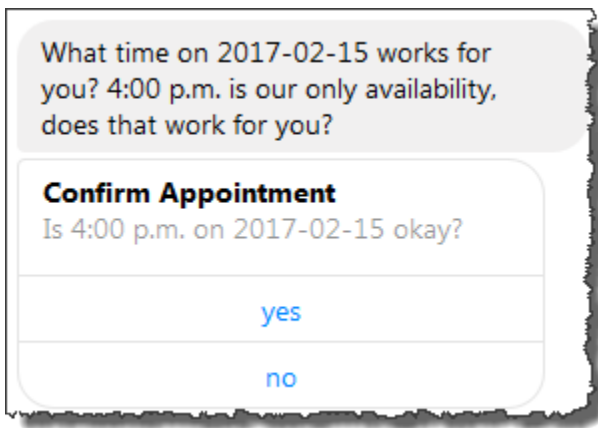 What time on 2017-02-15 works for
you? 4:00 p.m. is our only availability,
does that work for you?
Confirm Appointment
Is 4:00 p.m. on 2017-02-15 okay?
yes
no